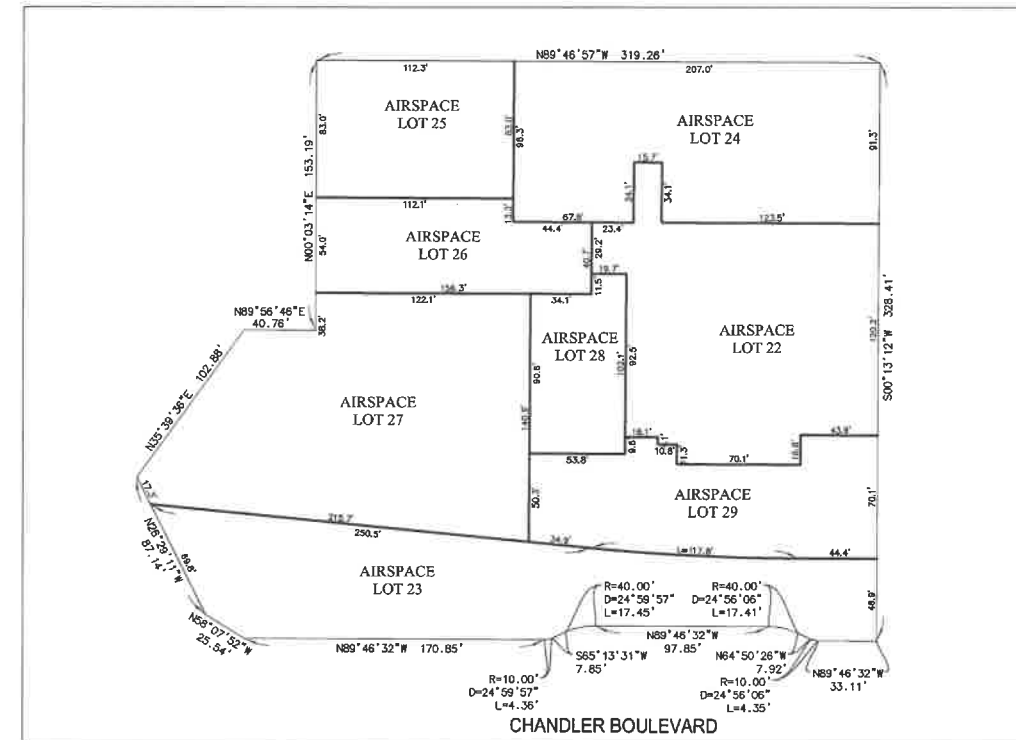 N89°46'57"W 319.26'
112.3'
207.0'
AIRSPACE
LOT 25
AIRSPACE
LOT 24
83.0'
83.0'
91.3'
N00°03'14"E 153.19'
15.7'
34.1'
34.1'
112.1'
13.3'
67.8'
44.4'
23.4'
123.5'
AIRSPACE
LOT 26
54.0'
40.7'
29.2'
19.7'
11.5'
156.3'
122.1'
34.1'
N89°56'46"E
40.76'
38.2'
AIRSPACE
LOT 28
AIRSPACE
LOT 22
S00°13'12"W 328.41'
N35°39'36"E 102.88'
90.6'
102.1'
92.5'
AIRSPACE
LOT 27
140.9'
18.1'
9.6'
10.8'
11.3'
70.1'
43.9'
53.8'
17.3'
50.3'
AIRSPACE
LOT 29
70.1'
215.7'
250.5'
34.9'
L=117.8'
44.4'
N26°29'11"W
87.14'
69.8'
AIRSPACE
LOT 23
48.9'
R=40.00'
D=24°59'57"
L=17.45'
R=40.00'
D=24°56'06"
L=17.41'
N58°07'52"W
25.54'
N89°46'32"W 170.85'
N89°46'32"W
97.85'
S65°13'31"W
7.85'
N64°50'26"W
7.92'
N89°46'32"W
33.11'
R=10.00'
D=24°59'57"
L=4.36'
R=10.00'
D=24°56'06"
L=4.35'
CHANDLER BOULEVARD